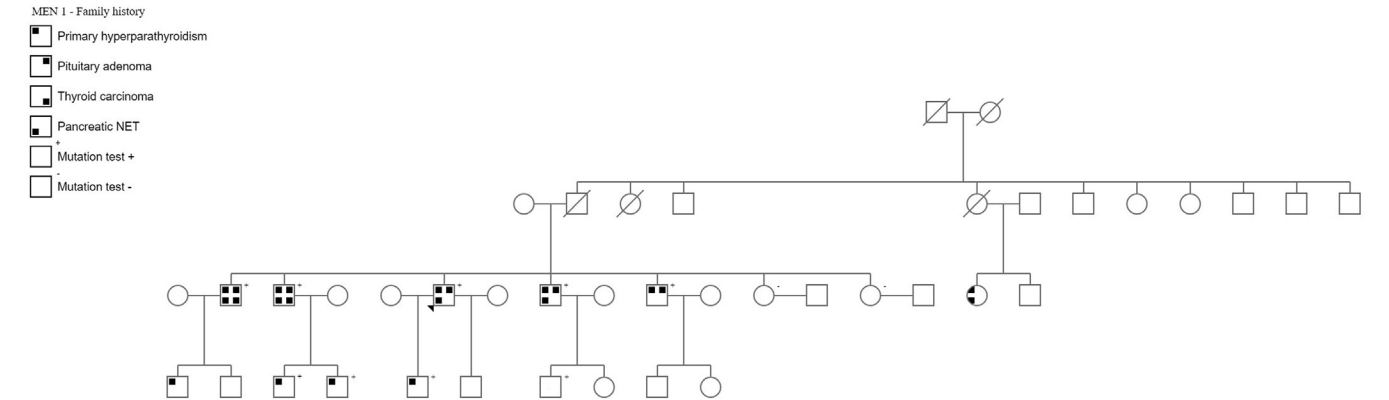 MEN 1 - Family history
Primary hyperparathyroidism
Pituitary adenoma
Thyroid carcinoma
Pancreatic NET
+
Mutation test +
-
Mutation test -
+ + + + + - -
+ + + +